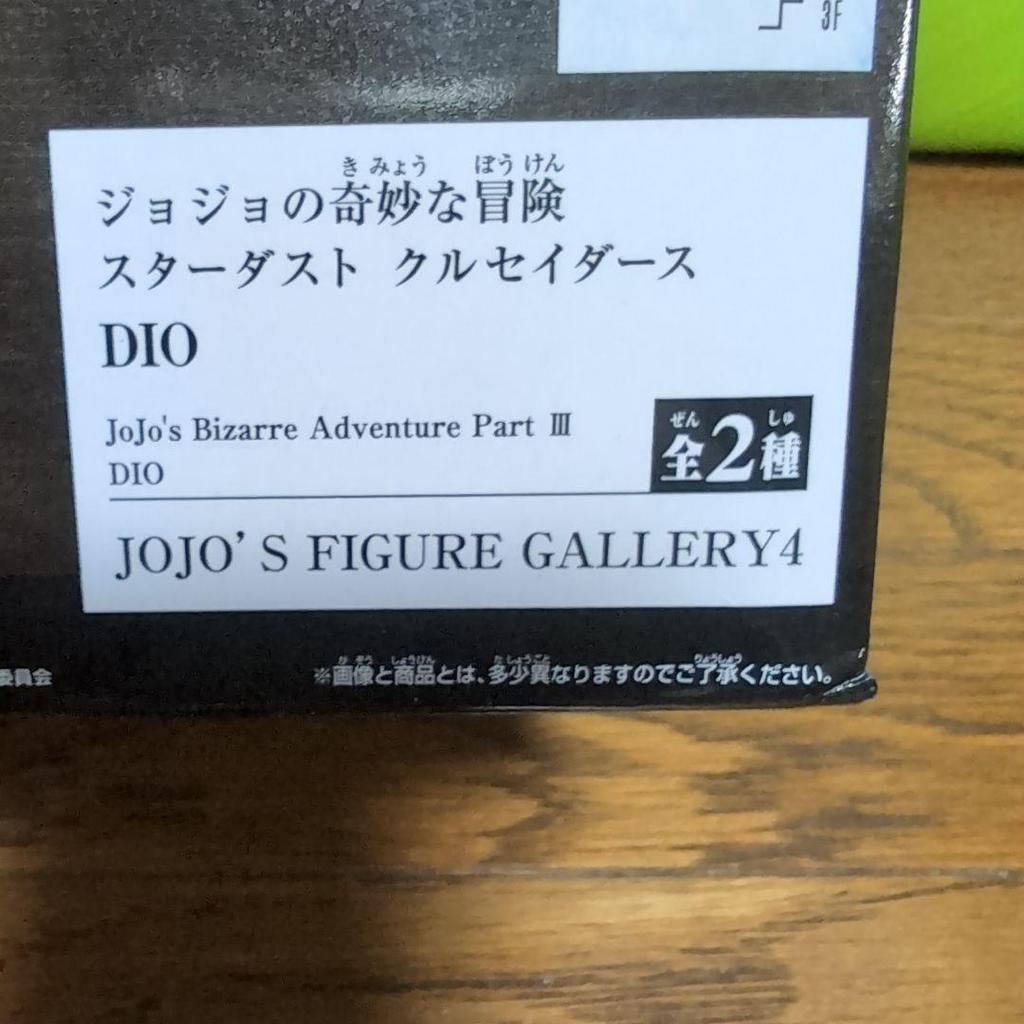 3F
ジョジョの奇妙な冒険
スターダスト クルセイダース
DIO
JoJo's Bizarre Adventure Part Ⅲ
DIO
全2種
JOJO'S FIGURE GALLERY4
委員会
※画像と商品とは、多少異なりますのでご了承ください。